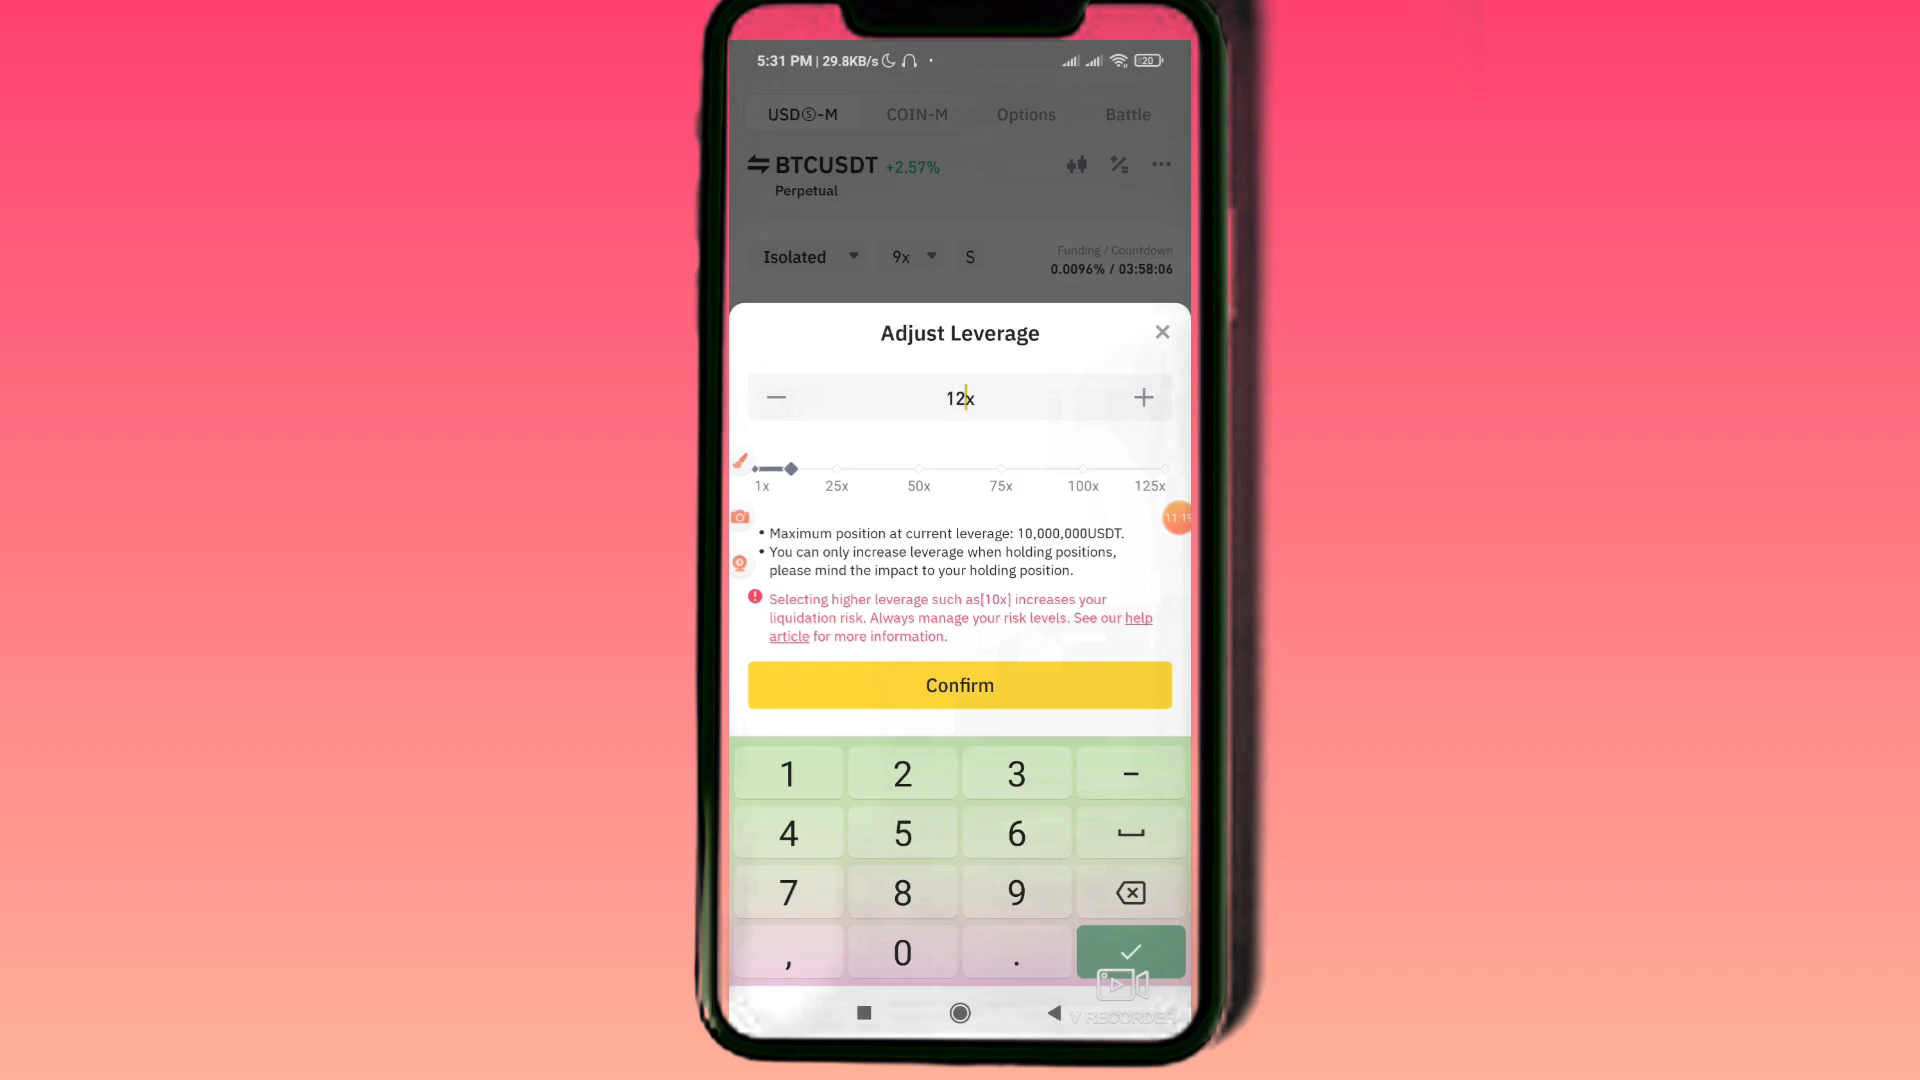 5:31 PM | 29.8KB/s 20
USDⓈ-M COIN-M Options Battle
BTCUSDT +2.57%
Perpetual
Isolated 9x S
Funding / Countdown
0.0096% / 03:58:06
Adjust Leverage
12x
1x 25x 50x 75x 100x 125x
11:19
• Maximum position at current leverage: 10,000,000USDT.
• You can only increase leverage when holding positions,
please mind the impact to your holding position.
Selecting higher leverage such as[10x] increases your
liquidation risk. Always manage your risk levels. See our help
article for more information.
Confirm
1 2 3 -
4 5 6
7 8 9
, 0 .
V RECORDER